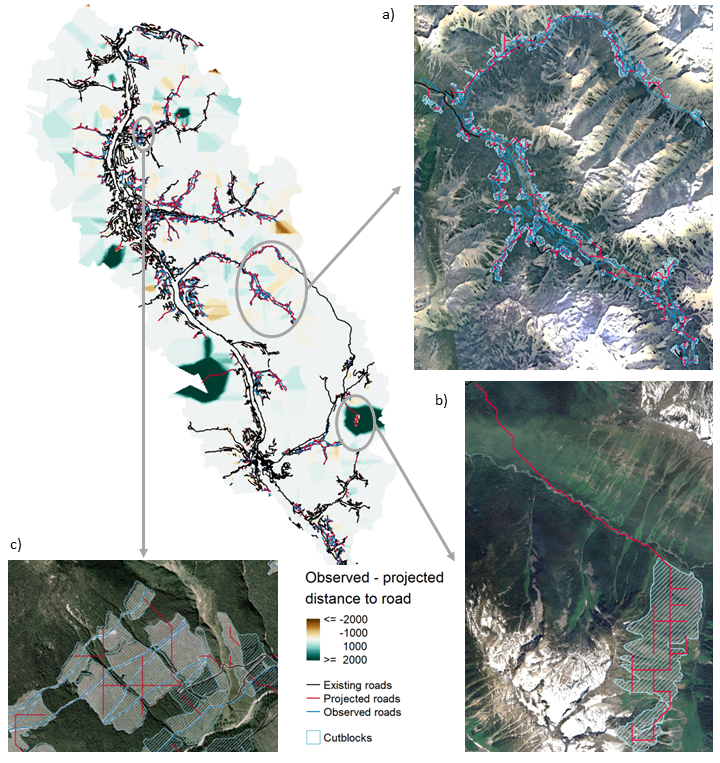 a)
b)
c)
Observed - projected
distance to road
<= -2000
-1000
1000
>= 2000
Existing roads
Projected roads
Observed roads
Cutblocks